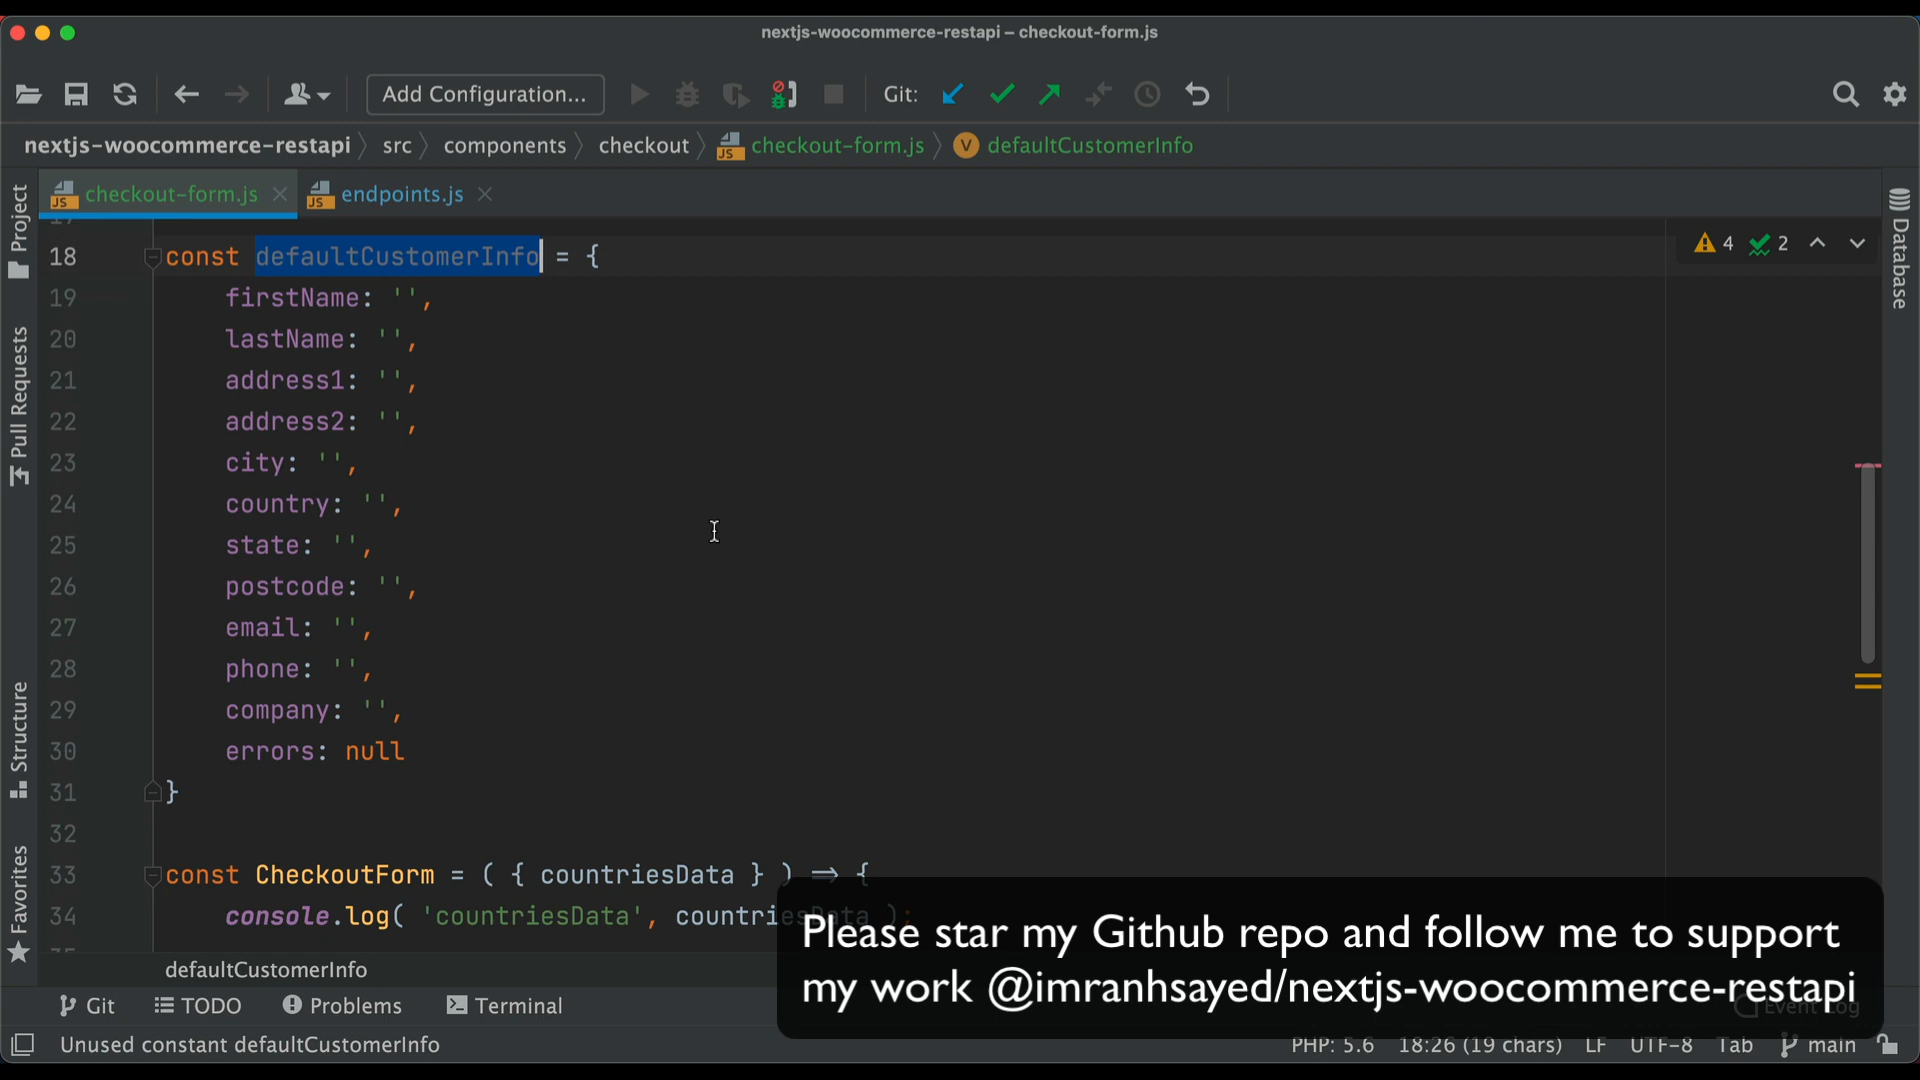 nextjs-woocommerce-restapi – checkout-form.js
Add Configuration...
Git:
nextjs-woocommerce-restapi src components checkout checkout-form.js defaultCustomerInfo
checkout-form.js endpoints.js
Project
Pull Requests
Structure
Favorites
Database
4 2
18 const defaultCustomerInfo = {
19 firstName: '',
20 lastName: '',
21 address1: '',
22 address2: '',
23 city: '',
24 country: '',
25 state: '',
26 postcode: '',
27 email: '',
28 phone: '',
29 company: '',
30 errors: null
31 }
32
33 const CheckoutForm = ( { countriesData } ) ⇒ {
34 console.log( 'countriesData', countriesData );
defaultCustomerInfo
Please star my Github repo and follow me to support
my work @imranhsayed/nextjs-woocommerce-restapi
Git TODO Problems Terminal Event Log
Unused constant defaultCustomerInfo PHP: 5.6 18:26 (19 chars) LF UTF-8 Tab main